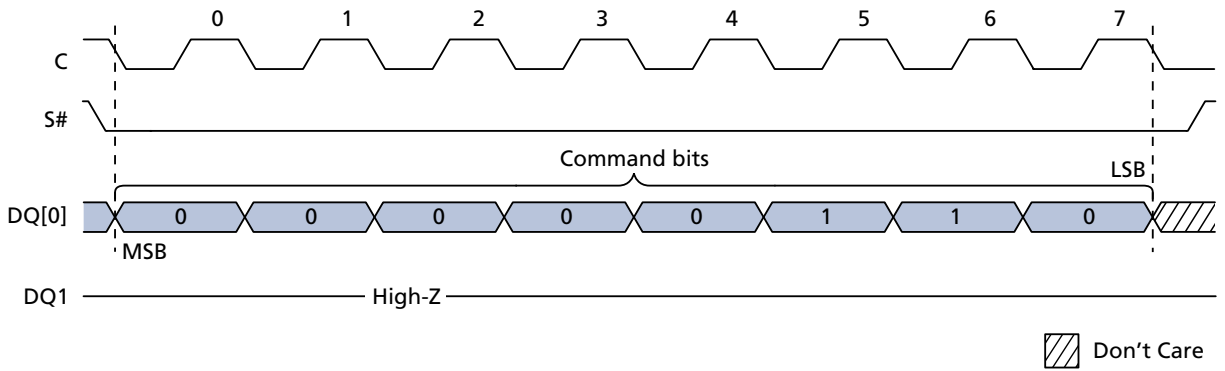 0 1 2 3 4 5 6 7
C
S#
Command bits
LSB
DQ[0] 0 0 0 0 0 1 1 0
MSB
DQ1 High-Z
Don't Care